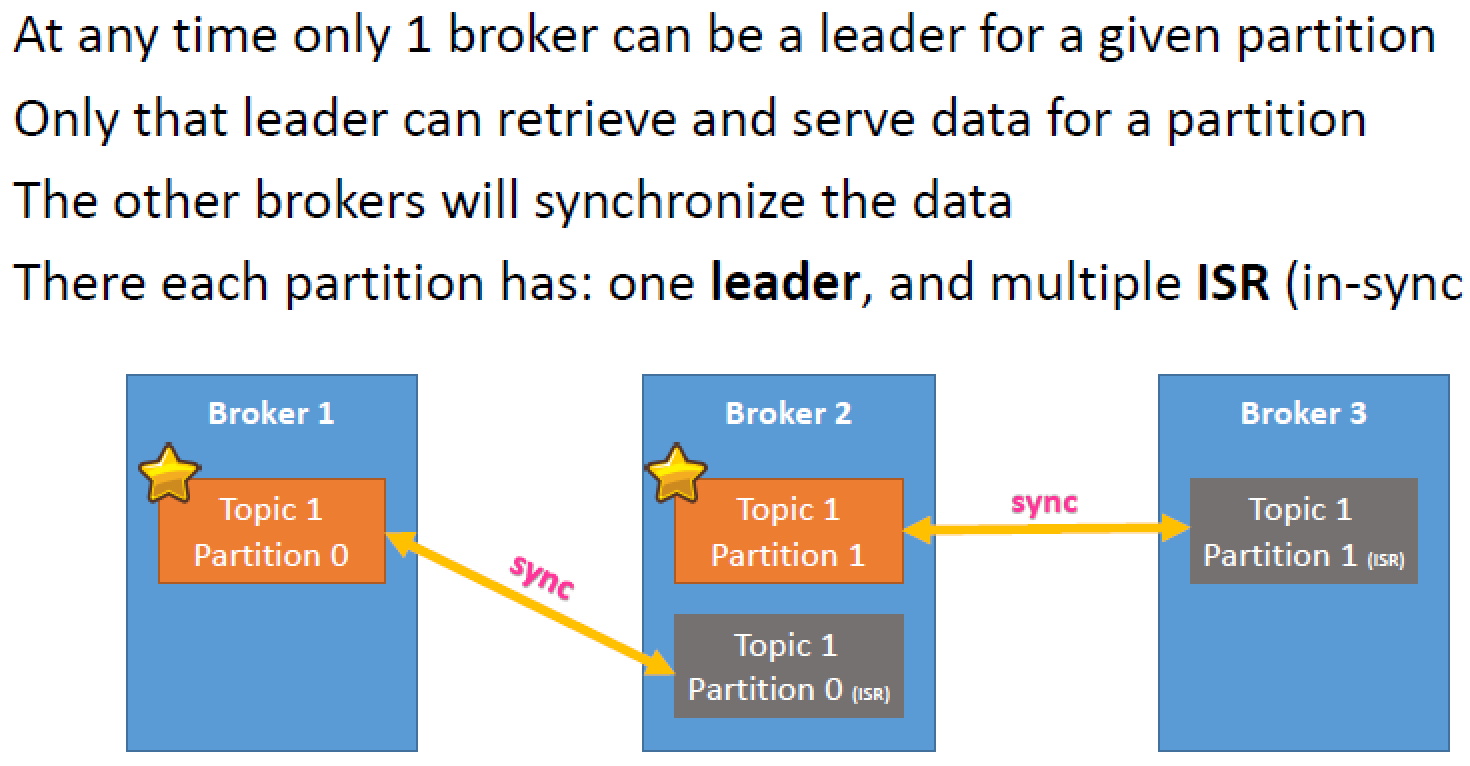 At any time only 1 broker can be a leader for a given partition
Only that leader can retrieve and serve data for a partition
The other brokers will synchronize the data
There each partition has: one leader, and multiple ISR (in-sync
Broker 1
Topic 1
Partition 0
sync
Broker 2
Topic 1
Partition 1
Topic 1
Partition 0 (ISR)
sync
Broker 3
Topic 1
Partition 1 (ISR)